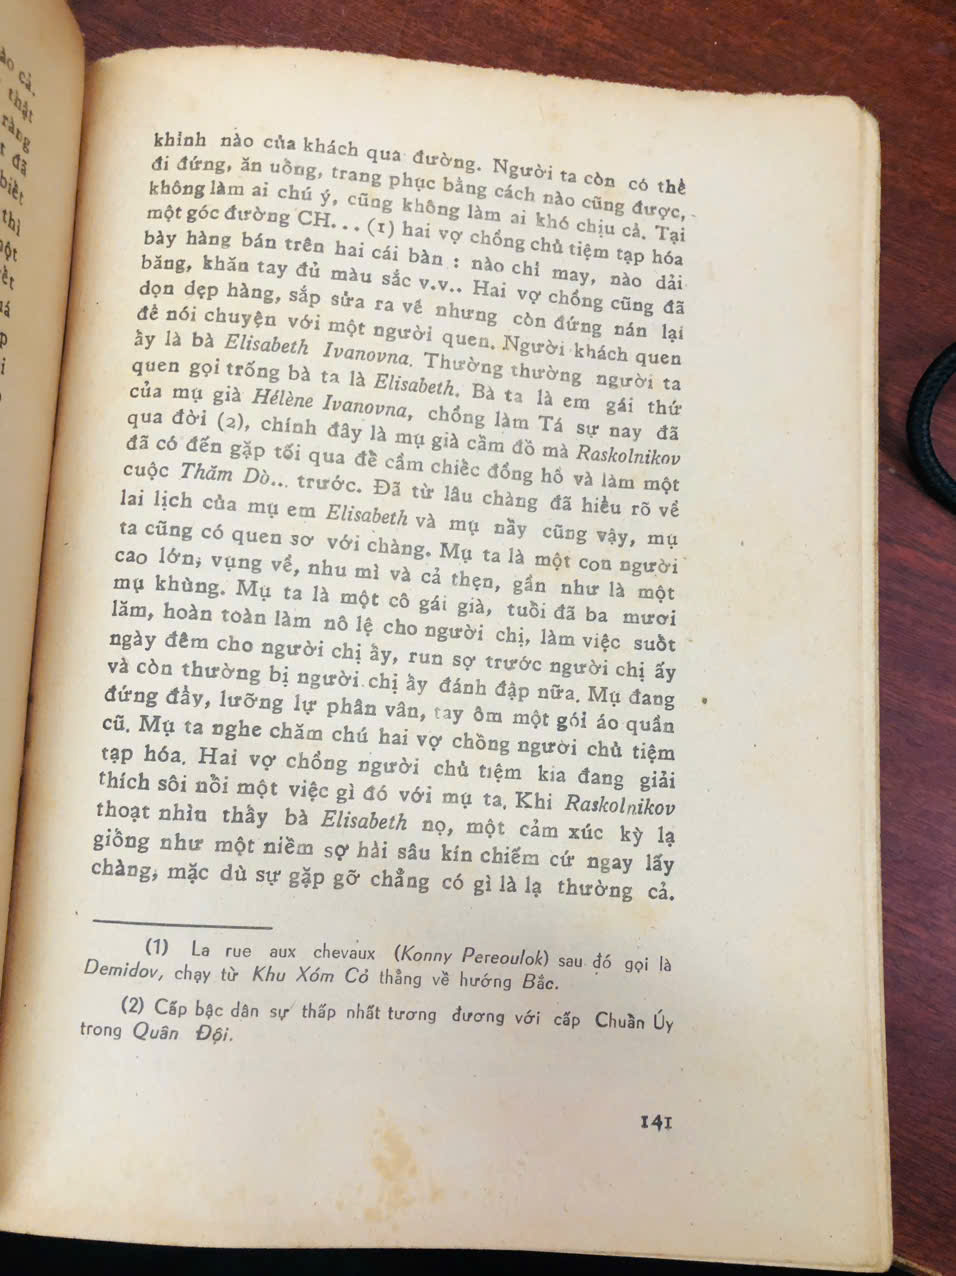 ào cả.
thật
ràng
t đã
biết
thì
một
ết
uá
p
i
khỉnh nào của khách qua đường. Người ta còn có thể
đi đứng, ăn uống, trang phục bằng cách nào cũng được,
không làm ai chú ý, cũng không làm ai khó chịu cả. Tại
một góc đường CH... (1) hai vợ chồng chủ tiệm tạp hóa
bày hàng bán trên hai cái bàn : nào chỉ may, nào dải
băng, khăn tay đủ màu sắc v.v.. Hai vợ chồng cũng đã
dọn dẹp hàng, sắp sửa ra về nhưng còn đứng nán lại
để nói chuyện với một người quen. Người khách quen
ấy là bà Elisabeth Ivanovna. Thường thường người ta
quen gọi trống bà ta là Elisabeth. Bà ta là em gái thứ
của mụ già Hélène Ivanovna, chồng làm Tá sự nay đã
qua đời (2), chính đây là mụ già cầm đồ mà Raskolnikov
đã có đến gặp tối qua để cầm chiếc đồng hồ và làm một
cuộc Thăm Dò... trước. Đã từ lâu chàng đã hiểu rõ về
lai lịch của mụ em Elisabeth và mụ nầy cũng vậy, mụ
ta cũng có quen sơ với chàng. Mụ ta là một con người
cao lớn, vụng về, nhu mì và cả thẹn, gần như là một
mụ khùng. Mụ ta là một cô gái già, tuổi đã ba mươi
lăm, hoàn toàn làm nô lệ cho người chị, làm việc suốt
ngày đêm cho người chị ấy, run sợ trước người chị ấy
và còn thường bị người chị ấy đánh đập nữa. Mụ đang
đứng đấy, lưỡng lự phân vân, tay ôm một gói áo quần
cũ. Mụ ta nghe chăm chú hai vợ chồng người chủ tiệm
tạp hóa. Hai vợ chồng người chủ tiệm kia đang giải
thích sôi nổi một việc gì đó với mụ ta. Khi Raskolnikov
thoạt nhìn thấy bà Elisabeth nọ, một cảm xúc kỳ lạ
giống như một niềm sợ hãi sâu kín chiếm cứ ngay lấy
chàng, mặc dù sự gặp gỡ chẳng có gì là lạ thường cả.
(1) La rue aux chevaux (Konny Pereoulok) sau đó gọi là
Demidov, chạy từ Khu Xóm Cỏ thẳng về hướng Bắc.
(2) Cấp bậc dân sự thấp nhất tương đương với cấp Chuẩn Úy
trong Quân Đội.
141